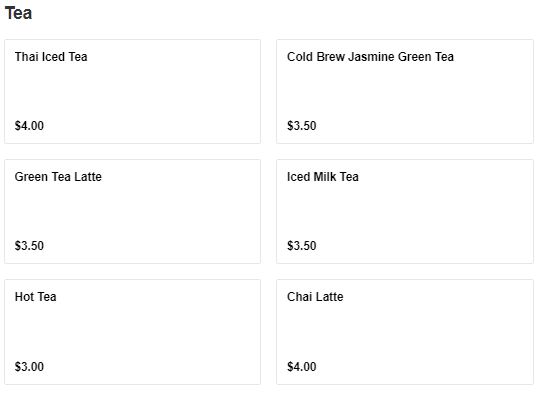 Tea
Thai Iced Tea
$4.00
Cold Brew Jasmine Green Tea
$3.50
Green Tea Latte
$3.50
Iced Milk Tea
$3.50
Hot Tea
$3.00
Chai Latte
$4.00